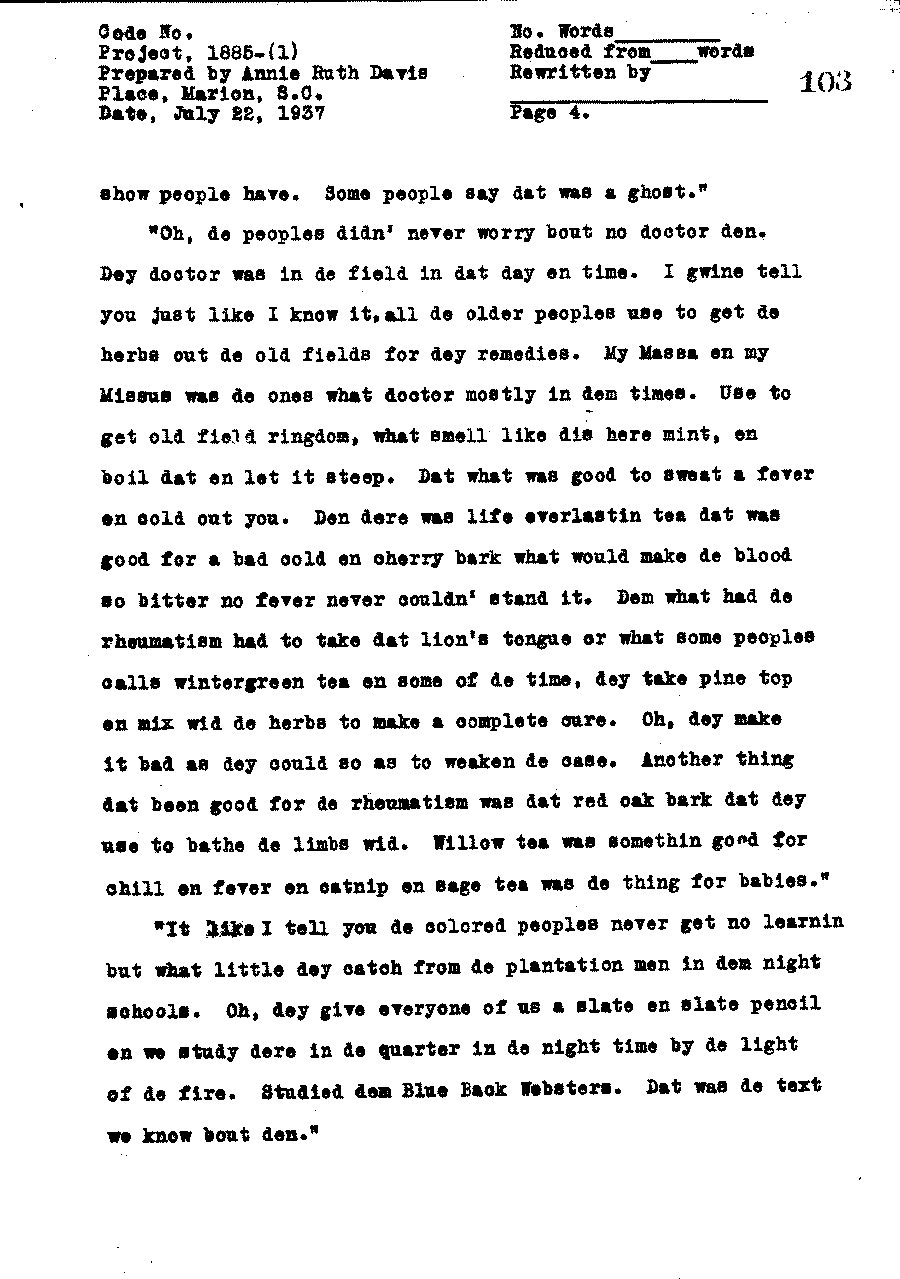 Code No.
Project, 1885-(1)
Prepared by Annie Ruth Davis
Place, Marion, S.C.
Date, July 22, 1937
No. Words__________
Reduced from____words
Rewritten by
______________________
Page 4.
103
show people have. Some people say dat was a ghost."
"Oh, de peoples didn' never worry bout no doctor den.
Dey doctor was in de field in dat day en time. I gwine tell
you just like I know it, all de older peoples use to get de
herbs out de old fields for dey remedies. My Massa en my
Missus was de ones what doctor mostly in dem times. Use to
get old field ringdom, what smell like dis here mint, en
boil dat en let it steep. Dat what was good to sweat a fever
en cold out you. Den dere was life everlastin tea dat was
good for a bad cold en cherry bark what would make de blood
so bitter no fever never couldn' stand it. Dem what had de
rheumatism had to take dat lion's tongue or what some peoples
calls wintergreen tea en some of de time, dey take pine top
en mix wid de herbs to make a complete cure. Oh, dey make
it bad as dey could so as to weaken de case. Another thing
dat been good for de rheumatism was dat red oak bark dat dey
use to bathe de limbs wid. Willow tea was somethin good for
chill en fever en catnip en sage tea was de thing for babies."
"It like I tell you de colored peoples never get no learnin
but what little dey catch from de plantation men in dem night
schools. Oh, dey give everyone of us a slate en slate pencil
en we study dere in de quarter in de night time by de light
of de fire. Studied dem Blue Back Websters. Dat was de text
we know bout den."